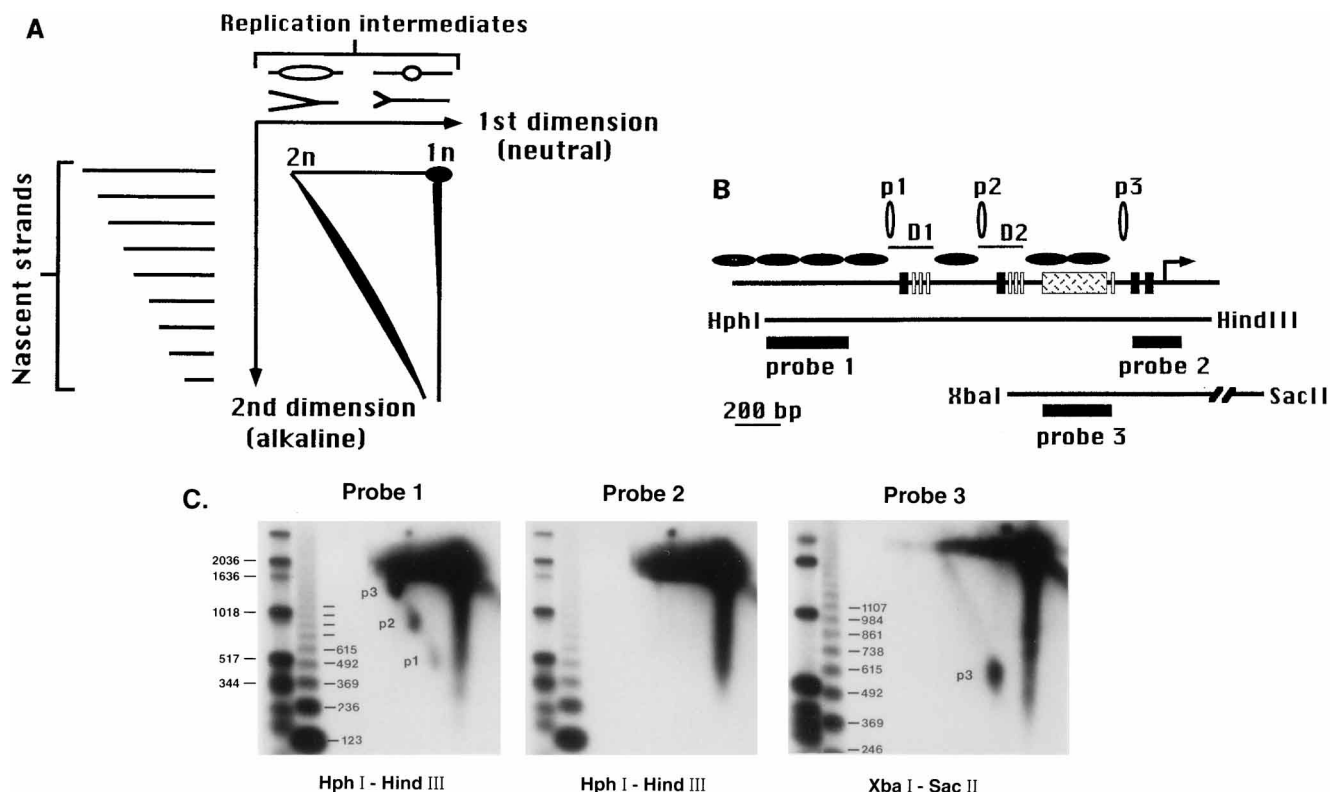 A
Replication intermediates
1st dimension
(neutral)
2n
1n
Nascent strands
2nd dimension
(alkaline)
B
p1
p2
p3
D1
D2
HphI
HindIII
probe 1
probe 2
XbaI
SacII
200 bp
probe 3
C.
Probe 1
Probe 2
Probe 3
2036
1636
p3
1018
p2
615
517
492
p1
344
369
236
123
1107
984
861
738
615
p3
492
369
246
Hph I - Hind III
Hph I - Hind III
Xba I - Sac II